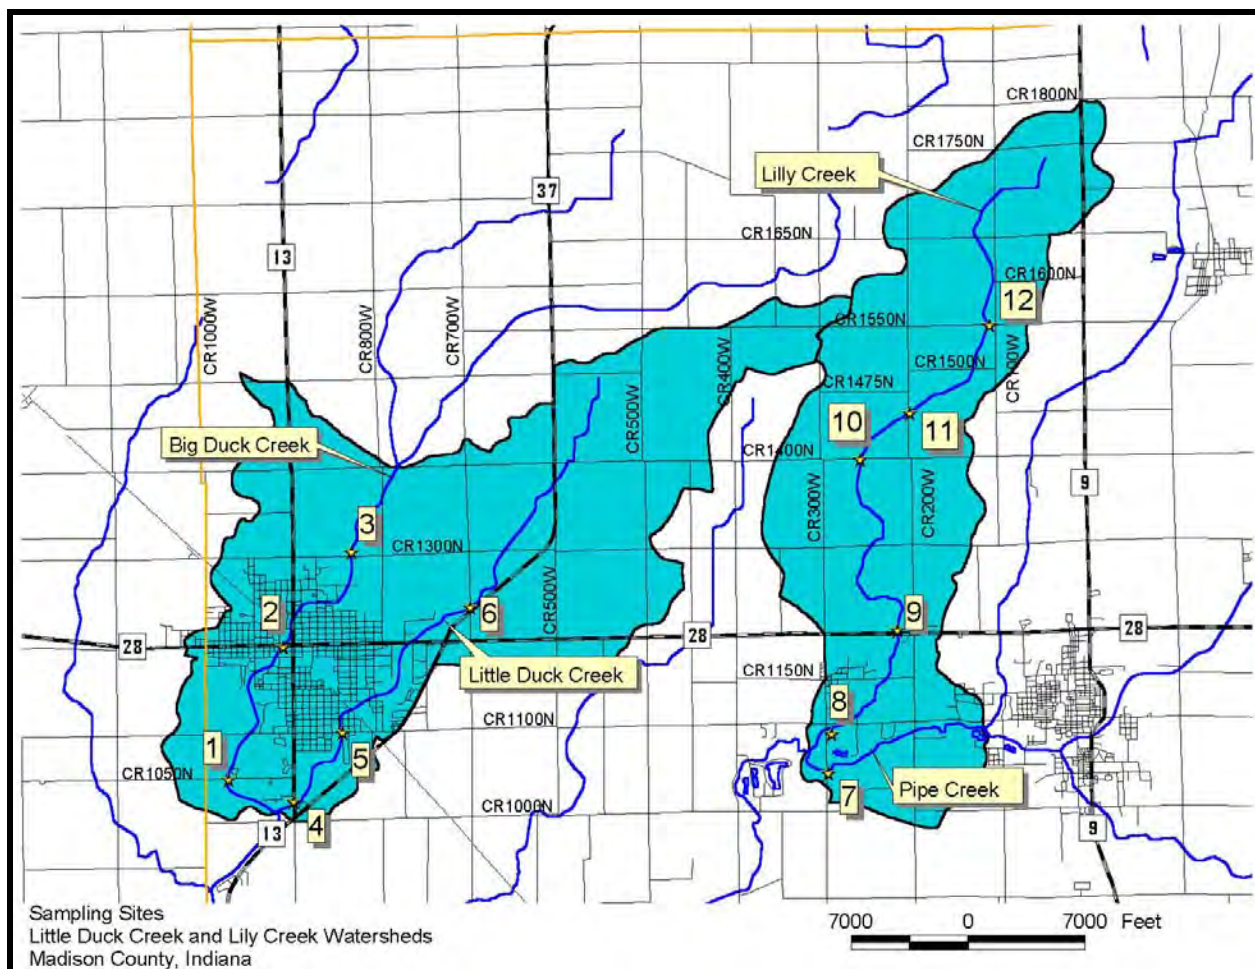 CR1800N
CR1750N
Lilly Creek
37
13
CR1650N
CR1600N
CR1000W
CR800W
CR700W
12
CR1550N
CR400W
CR1500N
CR100W
CR1475N
CR500W
10
11
Big Duck Creek
CR1400N
9
CR300W
CR200W
3
CR1300N
2
6
CR500W
9
28
28
28
Little Duck Creek
CR1150N
8
CR1100N
1
5
CR1050N
7
Pipe Creek
CR1000N
4
13
9
Sampling Sites
Little Duck Creek and Lily Creek Watersheds
Madison County, Indiana
7000 0 7000 Feet